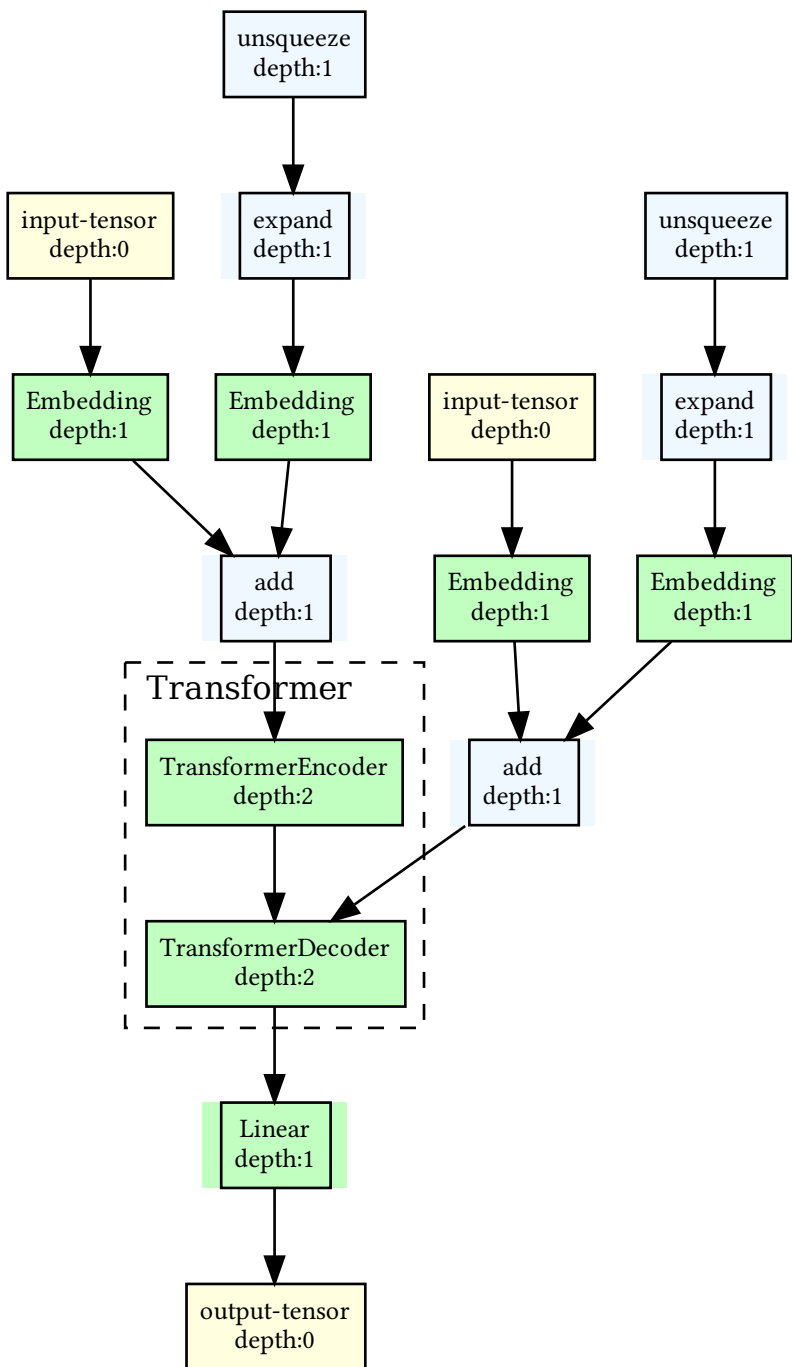 unsqueeze
depth:1
input-tensor
depth:0
expand
depth:1
unsqueeze
depth:1
Embedding
depth:1
Embedding
depth:1
input-tensor
depth:0
expand
depth:1
add
depth:1
Embedding
depth:1
Embedding
depth:1
Transformer
TransformerEncoder
depth:2
add
depth:1
TransformerDecoder
depth:2
Linear
depth:1
output-tensor
depth:0